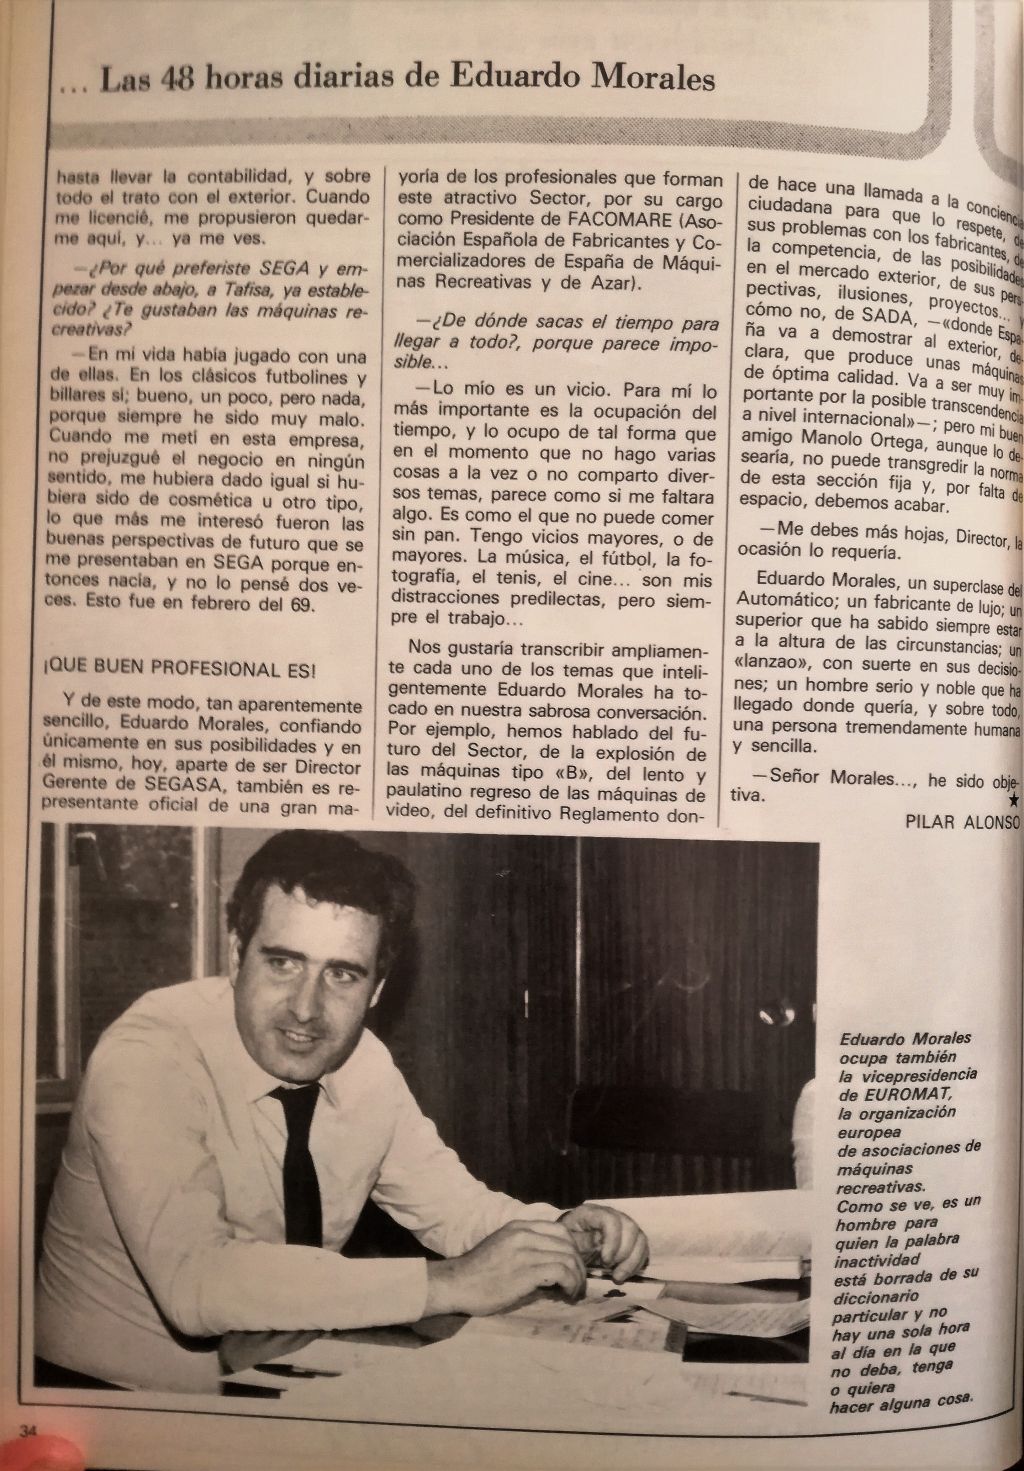 ... Las 48 horas diarias de Eduardo Morales
hasta llevar la contabilidad, y sobre
todo el trato con el exterior. Cuando
me licencié, me propusieron quedar-
me aquí, y... ya me ves.
—¿Por qué preferiste SEGA y em-
pezar desde abajo, a Tafisa, ya estable-
cido? ¿Te gustaban las máquinas re-
creativas?
—En mi vida había jugado con una
de ellas. En los clásicos futbolines y
billares sí; bueno, un poco, pero nada,
porque siempre he sido muy malo.
Cuando me metí en esta empresa,
no prejuzgué el negocio en ningún
sentido, me hubiera dado igual si hu-
biera sido de cosmética u otro tipo,
lo que más me interesó fueron las
buenas perspectivas de futuro que se
me presentaban en SEGA porque en-
tonces nacía, y no lo pensé dos ve-
ces. Esto fue en febrero del 69.
¡QUE BUEN PROFESIONAL ES!
Y de este modo, tan aparentemente
sencillo, Eduardo Morales, confiando
únicamente en sus posibilidades y en
él mismo, hoy, aparte de ser Director
Gerente de SEGASA, también es re-
presentante oficial de una gran ma-
yoría de los profesionales que forman
este atractivo Sector, por su cargo
como Presidente de FACOMARE (Aso-
ciación Española de Fabricantes y Co-
mercializadores de España de Máqui-
nas Recreativas y de Azar).
—¿De dónde sacas el tiempo para
llegar a todo?, porque parece impo-
sible...
—Lo mío es un vicio. Para mí lo
más importante es la ocupación del
tiempo, y lo ocupo de tal forma que
en el momento que no hago varias
cosas a la vez o no comparto diver-
sos temas, parece como si me faltara
algo. Es como el que no puede comer
sin pan. Tengo vicios mayores, o de
mayores. La música, el fútbol, la fo-
tografía, el tenis, el cine... son mis
distracciones predilectas, pero siem-
pre el trabajo...
Nos gustaría transcribir ampliamen-
te cada uno de los temas que inteli-
gentemente Eduardo Morales ha to-
cado en nuestra sabrosa conversación.
Por ejemplo, hemos hablado del fu-
turo del Sector, de la explosión de
las máquinas tipo «B», del lento y
paulatino regreso de las máquinas de
video, del definitivo Reglamento don-
de hace una llamada a la conciencia
ciudadana para que lo respete, de
sus problemas con los fabricantes, de
la competencia, de las posibilidades
en el mercado exterior, de sus pers-
pectivas, ilusiones, proyectos... y
cómo no, de SADA, —«donde Espa-
ña va a demostrar al exterior, de-
clara, que produce unas máquinas
de óptima calidad. Va a ser muy im-
portante por la posible transcendencia
a nivel internacional»—; pero mi buen
amigo Manolo Ortega, aunque lo de-
searía, no puede transgredir la norma
de esta sección fija y, por falta de
espacio, debemos acabar.
—Me debes más hojas, Director, la
ocasión lo requería.
Eduardo Morales, un superclase del
Automático; un fabricante de lujo; un
superior que ha sabido siempre estar
a la altura de las circunstancias; un
«lanzao», con suerte en sus decisio-
nes; un hombre serio y noble que ha
llegado donde quería, y sobre todo,
una persona tremendamente humana
y sencilla.
—Señor Morales..., he sido obje-
tiva. ★
PILAR ALONSO
Eduardo Morales
ocupa también
la vicepresidencia
de EUROMAT,
la organización
europea
de asociaciones de
máquinas
recreativas.
Como se ve, es un
hombre para
quien la palabra
inactividad
está borrada de su
diccionario
particular y no
hay una sola hora
al día en la que
no deba, tenga
o quiera
hacer alguna cosa.
34